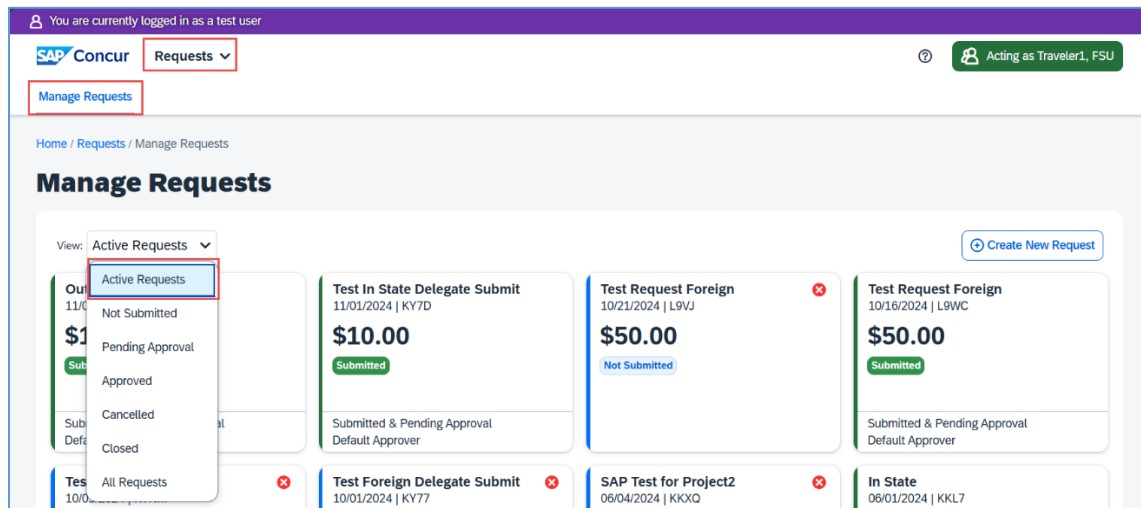 You are currently logged in as a test user
SAP Concur Requests
Acting as Traveler1, FSU
Manage Requests
Home / Requests / Manage Requests
Manage Requests
View: Active Requests
Create New Request
Active Requests
Not Submitted
Pending Approval
Approved
Cancelled
Closed
All Requests
Test In State Delegate Submit
11/01/2024 | KY7D
$10.00
Submitted
Submitted & Pending Approval
Default Approver
Test Request Foreign
10/21/2024 | L9VJ
$50.00
Not Submitted
Test Request Foreign
10/16/2024 | L9WC
$50.00
Submitted
Submitted & Pending Approval
Default Approver
Test Foreign Delegate Submit
10/01/2024 | KY77
SAP Test for Project2
06/04/2024 | KKXQ
In State
06/01/2024 | KKL7